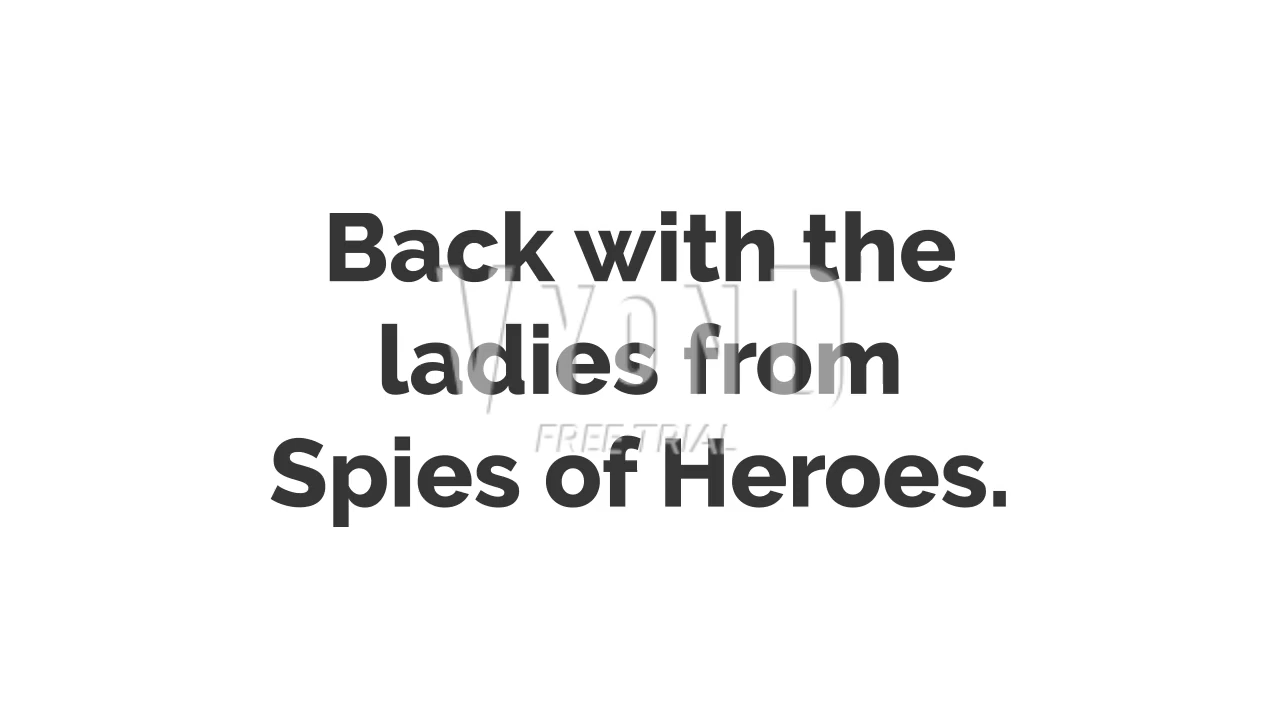 Back with the
ladies from
Spies of Heroes.
VYOND
FREE TRIAL